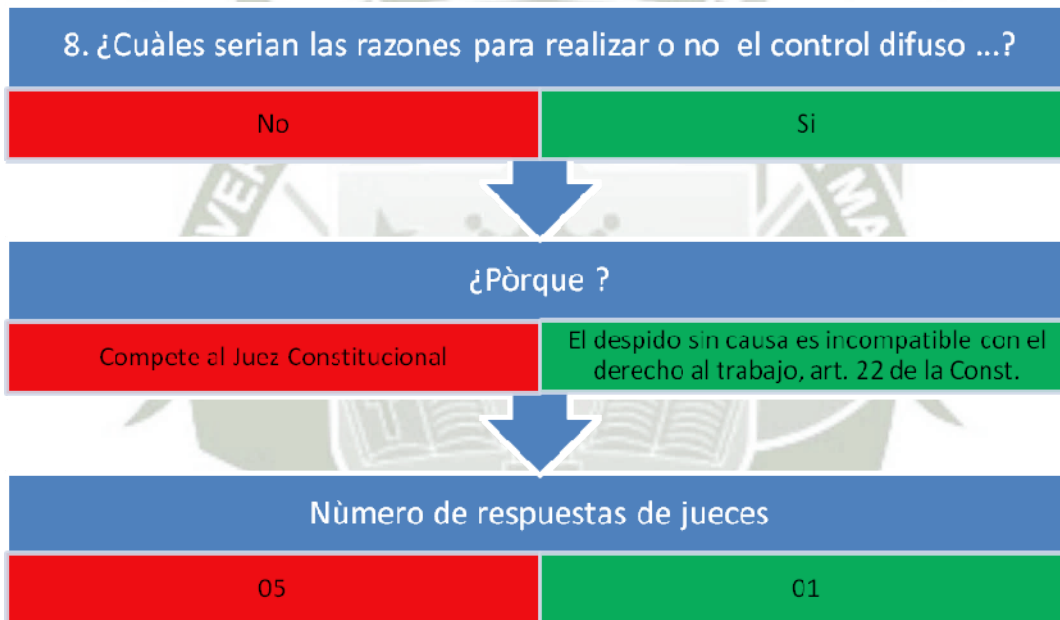 8. ¿Cuàles serian las razones para realizar o no el control difuso ...?
No
Si
¿Pòrque ?
Compete al Juez Constitucional
El despido sin causa es incompatible con el
derecho al trabajo, art. 22 de la Const.
Nùmero de respuestas de jueces
05
01